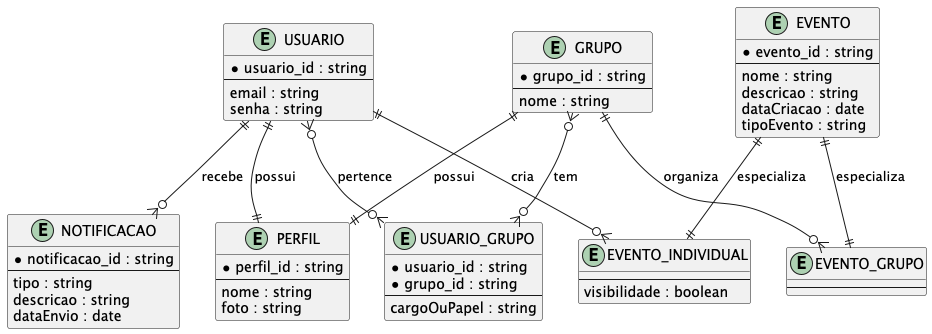 E USUARIO
* usuario_id : string
email : string
senha : string
E GRUPO
* grupo_id : string
nome : string
E EVENTO
* evento_id : string
nome : string
descricao : string
dataCriacao : date
tipoEvento : string
recebe
possui
pertence
possui
cria
tem
organiza
especializa
especializa
E NOTIFICACAO
* notificacao_id : string
tipo : string
descricao : string
dataEnvio : date
E PERFIL
* perfil_id : string
nome : string
foto : string
E USUARIO_GRUPO
* usuario_id : string
* grupo_id : string
cargoOuPapel : string
E EVENTO_INDIVIDUAL
visibilidade : boolean
E EVENTO_GRUPO